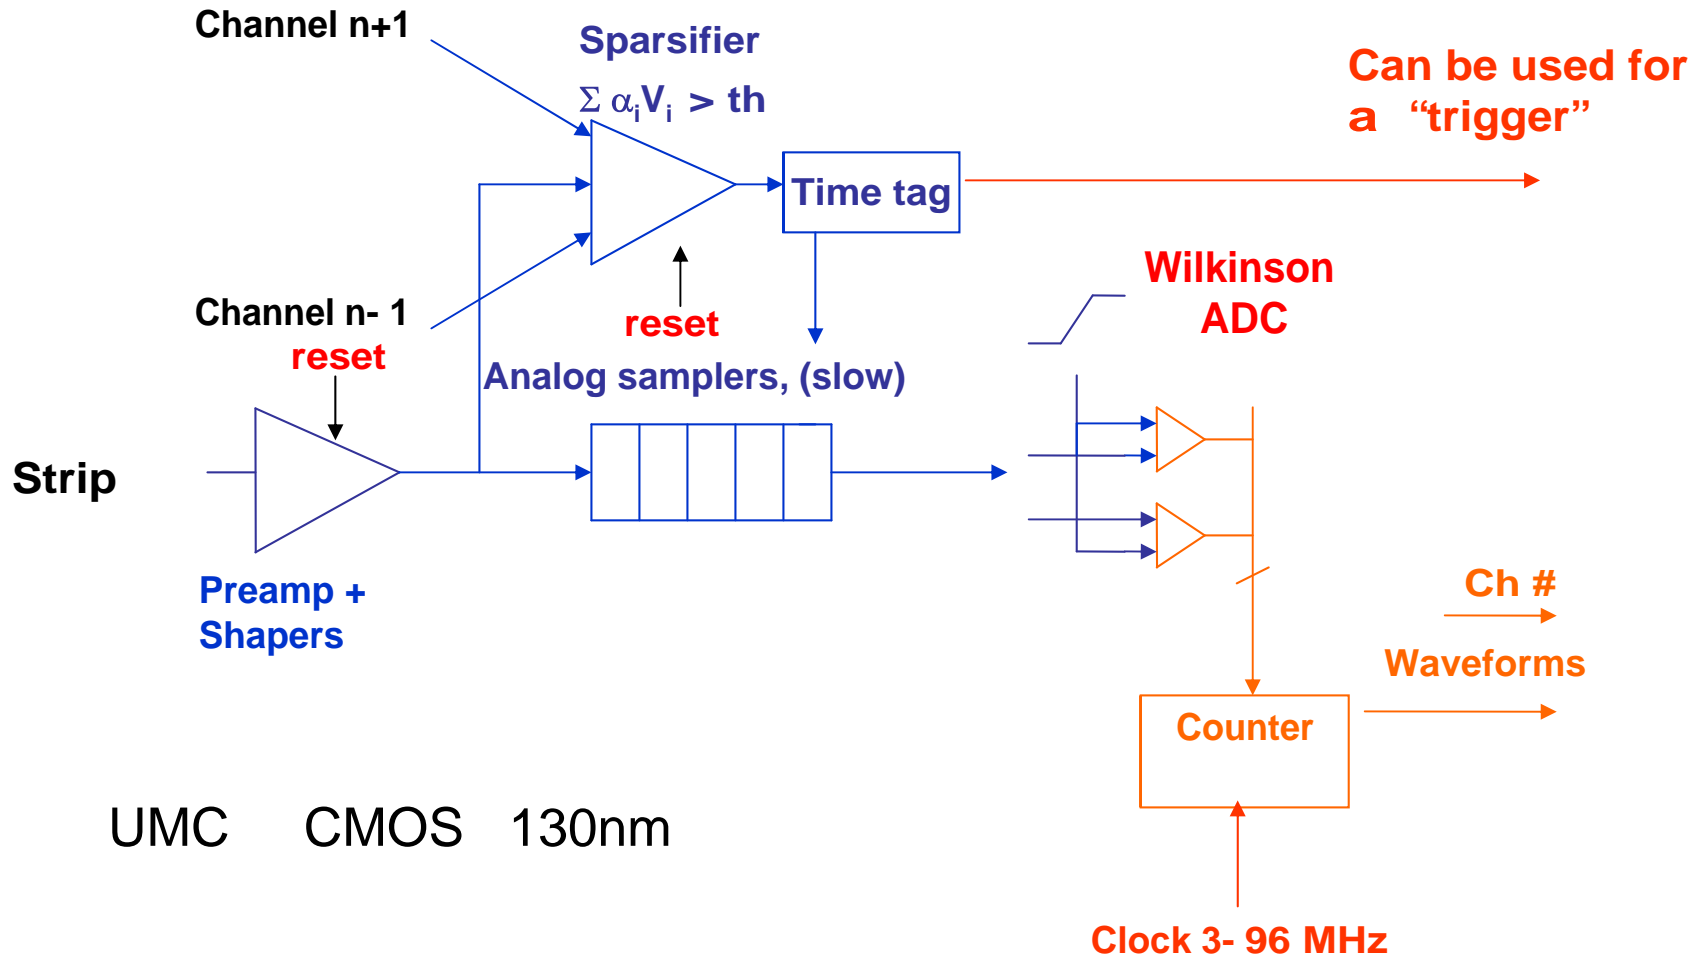 Channel n+1
Sparsifier
Σ αiVi > th
Can be used for
a “trigger”
Time tag
Wilkinson
ADC
Channel n- 1
reset
reset
Analog samplers, (slow)
Strip
Preamp +
Shapers
Ch #
Waveforms
Counter
UMC CMOS 130nm
Clock 3- 96 MHz